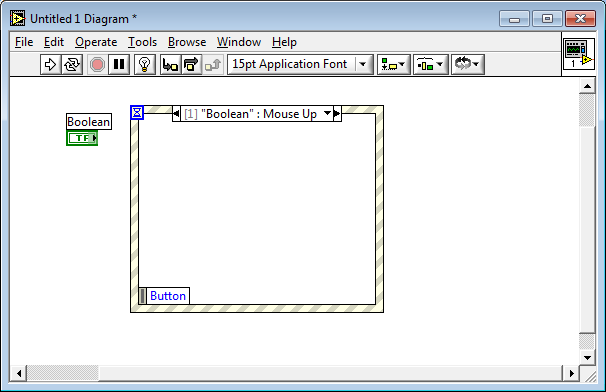 Untitled 1 Diagram *
File Edit Operate Tools Browse Window Help
15pt Application Font
1
Boolean
TF
[1] "Boolean" : Mouse Up
Button